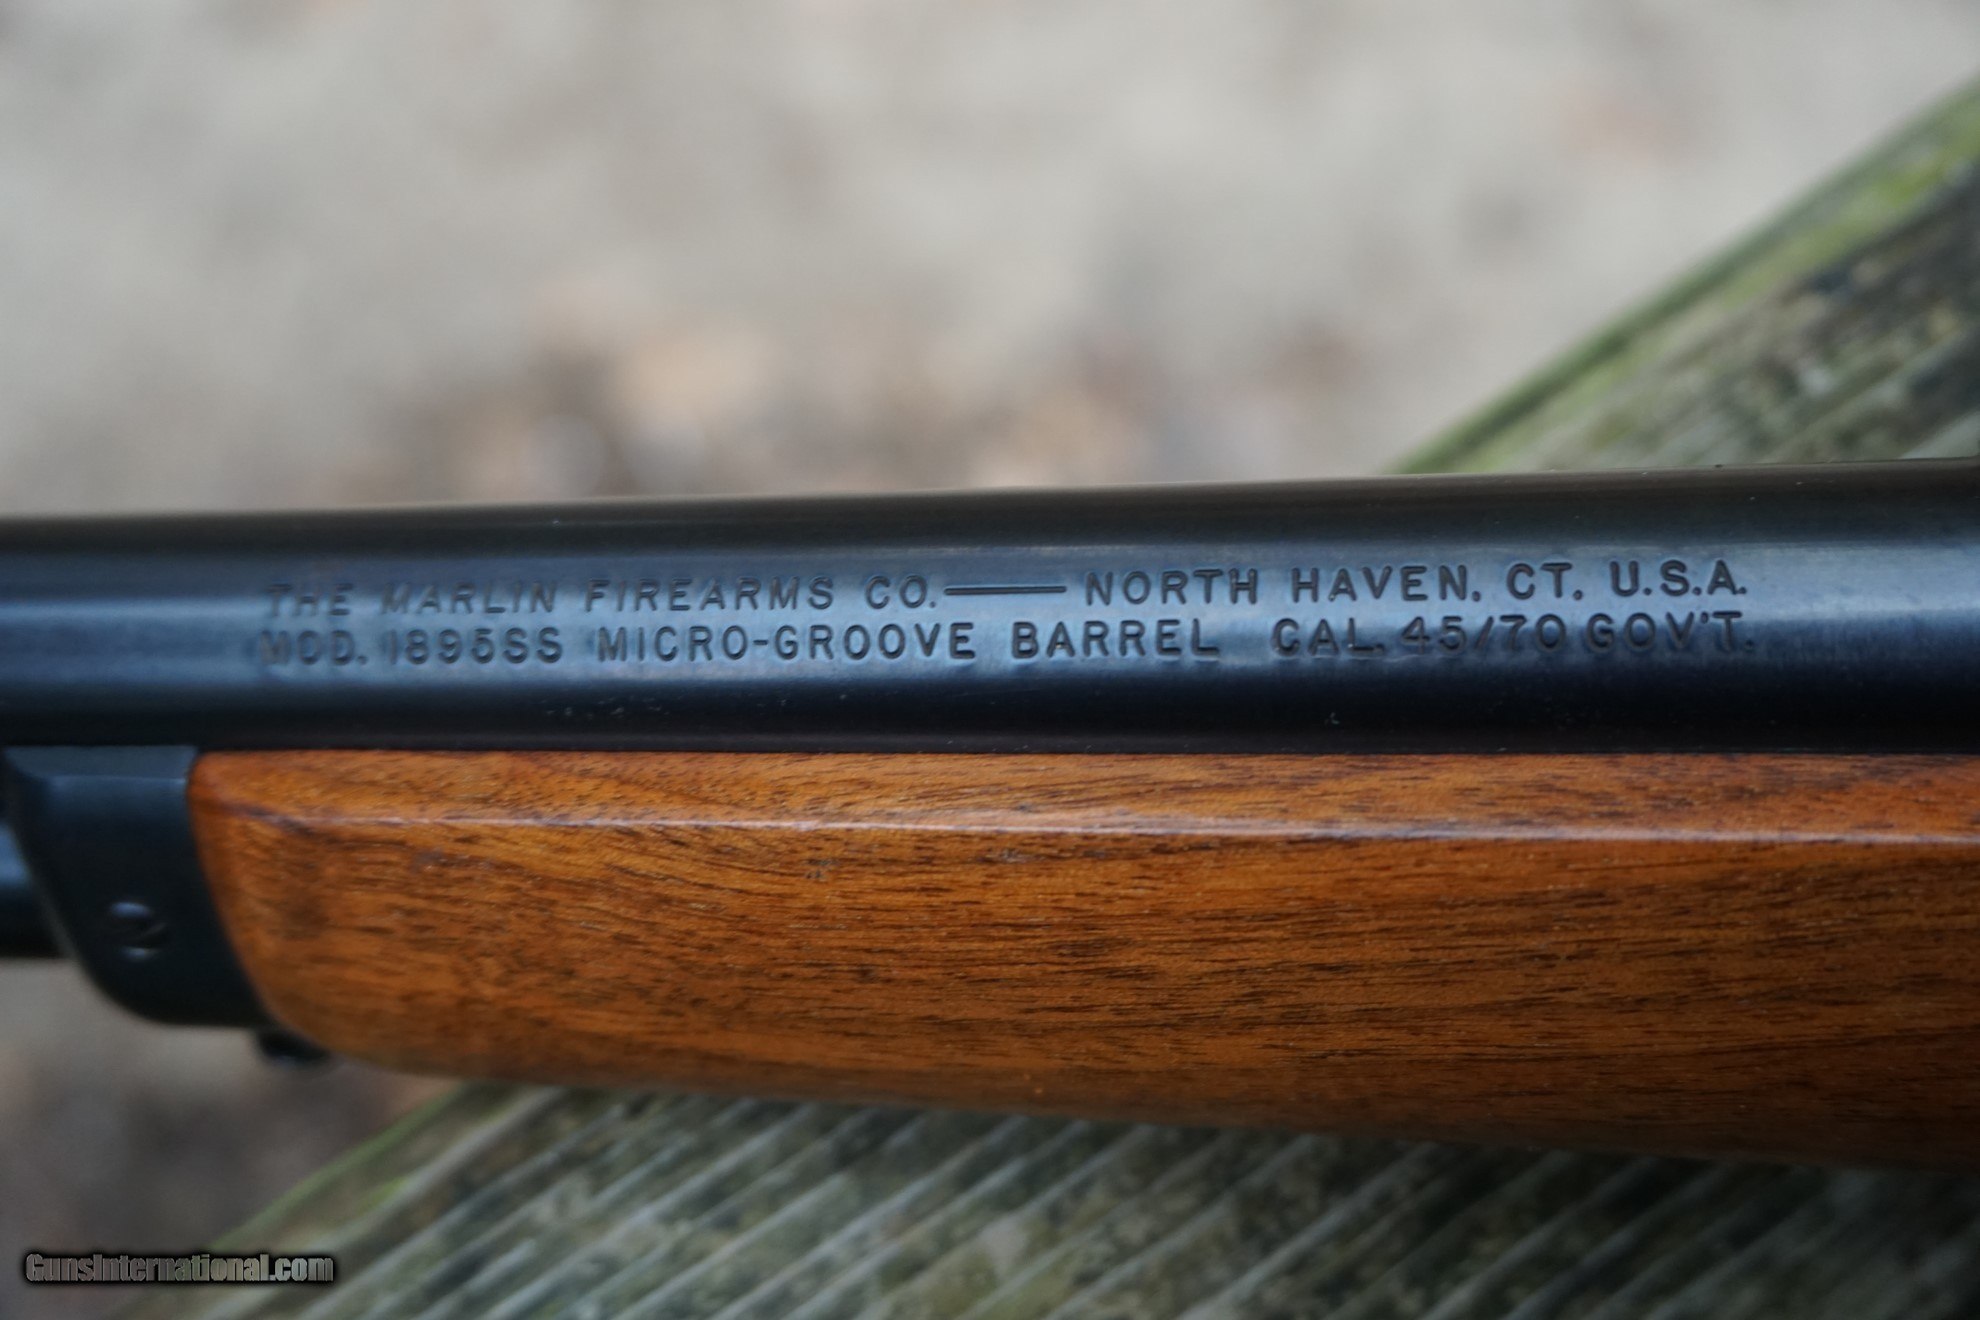 THE MARLIN FIREARMS CO.—NORTH HAVEN, CT. U.S.A.
MOD. 1895SS MICRO-GROOVE BARREL CAL. 45/70 GOV'T.
GunsInternational.com